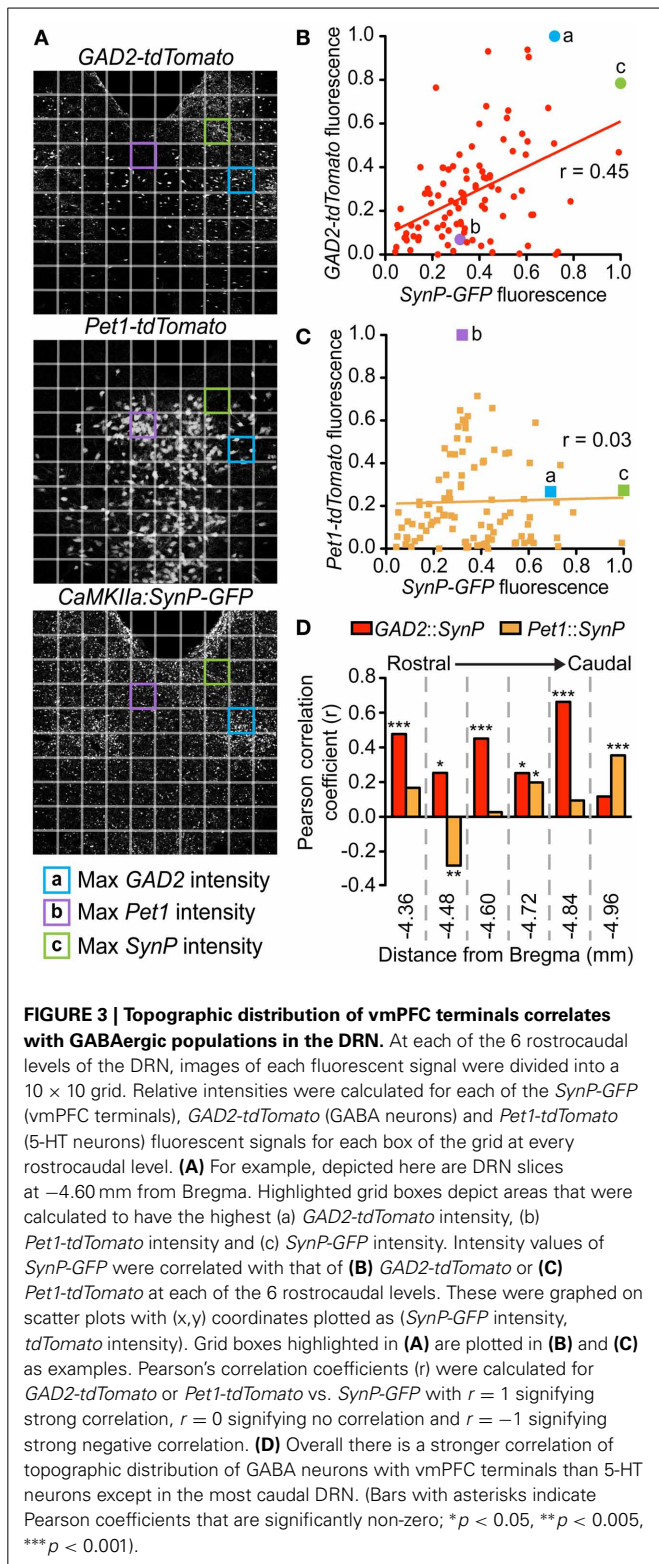 A
GAD2-tdTomato
Pet1-tdTomato
CaMKIIa:SynP-GFP
a Max GAD2 intensity
b Max Pet1 intensity
c Max SynP intensity
B
GAD2-tdTomato fluorescence
1.0
0.8
0.6
0.4
0.2
0.0
a
c
b
r = 0.45
0.0 0.2 0.4 0.6 0.8 1.0
SynP-GFP fluorescence
C
Pet1-tdTomato fluorescence
1.0
0.8
0.6
0.4
0.2
0.0
b
r = 0.03
a
c
0.0 0.2 0.4 0.6 0.8 1.0
SynP-GFP fluorescence
D
GAD2::SynP Pet1::SynP
Rostral Caudal
Pearson correlation
coefficient (r)
0.8
0.6
0.4
0.2
0.0
-0.2
-0.4
*** * ** *** * * *** ***
-4.36 -4.48 -4.60 -4.72 -4.84 -4.96
Distance from Bregma (mm)
FIGURE 3 | Topographic distribution of vmPFC terminals correlates
with GABAergic populations in the DRN. At each of the 6 rostrocaudal
levels of the DRN, images of each fluorescent signal were divided into a
10 × 10 grid. Relative intensities were calculated for each of the SynP-GFP
(vmPFC terminals), GAD2-tdTomato (GABA neurons) and Pet1-tdTomato
(5-HT neurons) fluorescent signals for each box of the grid at every
rostrocaudal level. (A) For example, depicted here are DRN slices
at −4.60 mm from Bregma. Highlighted grid boxes depict areas that were
calculated to have the highest (a) GAD2-tdTomato intensity, (b)
Pet1-tdTomato intensity and (c) SynP-GFP intensity. Intensity values of
SynP-GFP were correlated with that of (B) GAD2-tdTomato or (C)
Pet1-tdTomato at each of the 6 rostrocaudal levels. These were graphed on
scatter plots with (x,y) coordinates plotted as (SynP-GFP intensity,
tdTomato intensity). Grid boxes highlighted in (A) are plotted in (B) and (C)
as examples. Pearson's correlation coefficients (r) were calculated for
GAD2-tdTomato or Pet1-tdTomato vs. SynP-GFP with r = 1 signifying
strong correlation, r = 0 signifying no correlation and r = −1 signifying
strong negative correlation. (D) Overall there is a stronger correlation of
topographic distribution of GABA neurons with vmPFC terminals than 5-HT
neurons except in the most caudal DRN. (Bars with asterisks indicate
Pearson coefficients that are significantly non-zero; *p < 0.05, **p < 0.005,
***p < 0.001).